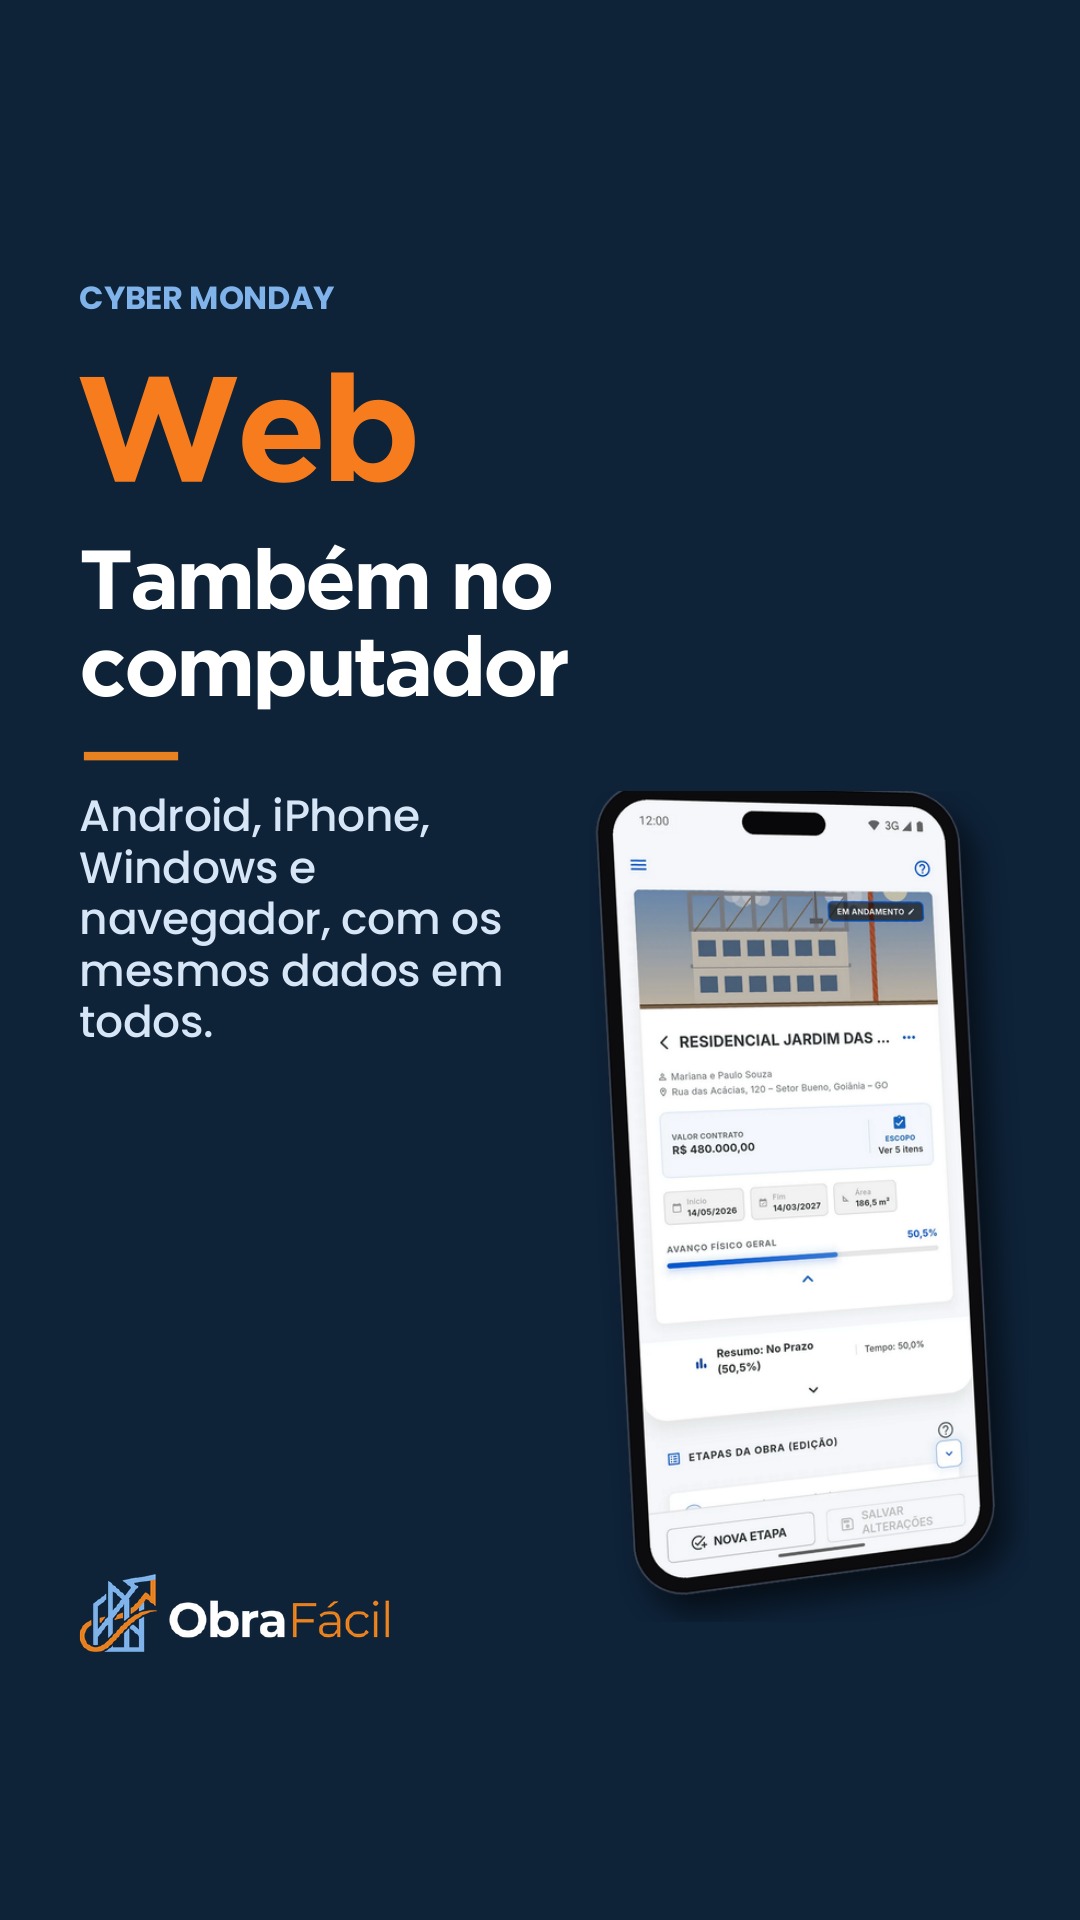 CYBER MONDAY
Web
Também no
computador
Android, iPhone,
Windows e
navegador, com os
mesmos dados em
todos.
12:00
3G
EM ANDAMENTO
RESIDENCIAL JARDIM DAS ...
Mariana e Paulo Souza
Rua das Acácias, 120 – Setor Bueno, Goiânia – GO
VALOR CONTRATO
R$ 480.000,00
ESCOPO
Ver 5 itens
Início
14/05/2026
Fim
14/03/2027
Área
186,5 m²
AVANÇO FÍSICO GERAL
50,5%
Resumo: No Prazo
(50,5%)
Tempo: 50,0%
ETAPAS DA OBRA (EDIÇÃO)
NOVA ETAPA
SALVAR
ALTERAÇÕES
ObraFácil